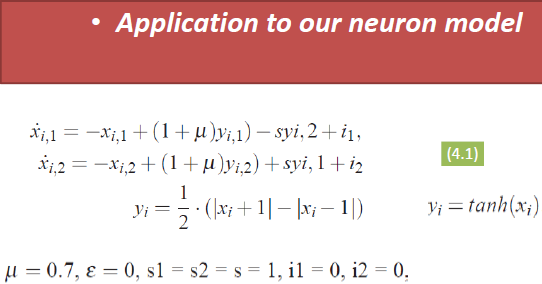 • Application to our neuron model
ẋi,1 = −xi,1 + (1 + μ)yi,1) − syi, 2 + i1,
ẋi,2 = −xi,2 + (1 + μ)yi,2) + syi, 1 + i2
(4.1)
yi = 1/2 · (|xi + 1| − |xi − 1|)
yi = tanh(xi)
μ = 0.7, ε = 0, s1 = s2 = s = 1, i1 = 0, i2 = 0.